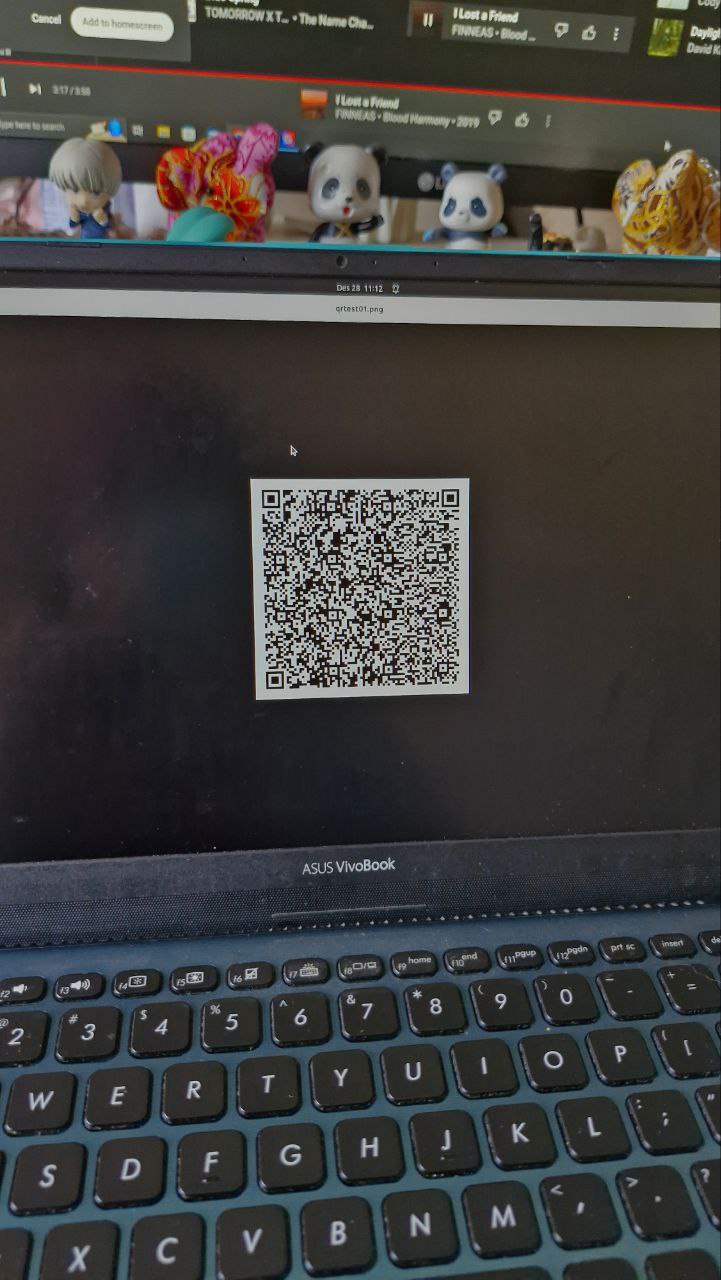 Cancel
Add to homescreen
TOMORROW X T... • The Name Cha...
I Lost a Friend
FINNEAS • Blood ...
David K
3:17 / 3:58
I Lost a Friend
FINNEAS • Blood Harmony • 2019
Type here to search
Des 28 11:12
qrtest01.png
ASUS VivoBook
f2 f3 f4 f5 f6 f7 f8 f9 home f10 end f11 pgup f12 pgdn prt sc insert de
@ 2 # 3 $ 4 % 5 ^ 6 & 7 * 8 ( 9 ) 0 _ - + =
W E R T Y U I O P { [
S D F G H J K L : ; "
X C V B N M < , > . ?